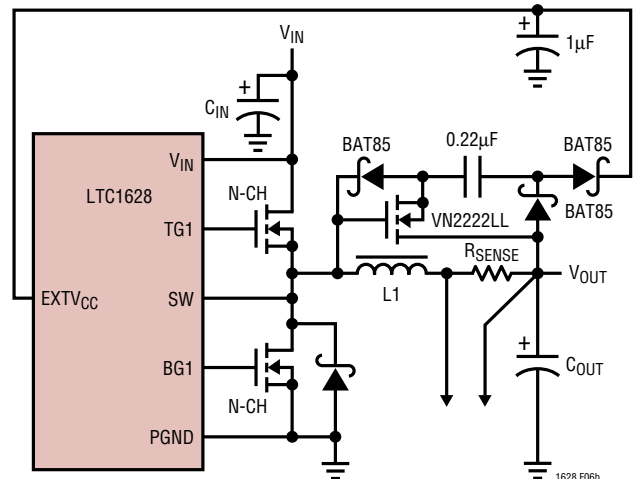 +
1µF
VIN
+
CIN
BAT85
0.22µF
BAT85
VIN
LTC1628
N-CH
VN2222LL
BAT85
TG1
RSENSE
VOUT
EXTVCC
SW
L1
+
COUT
BG1
N-CH
PGND
1628 F06b